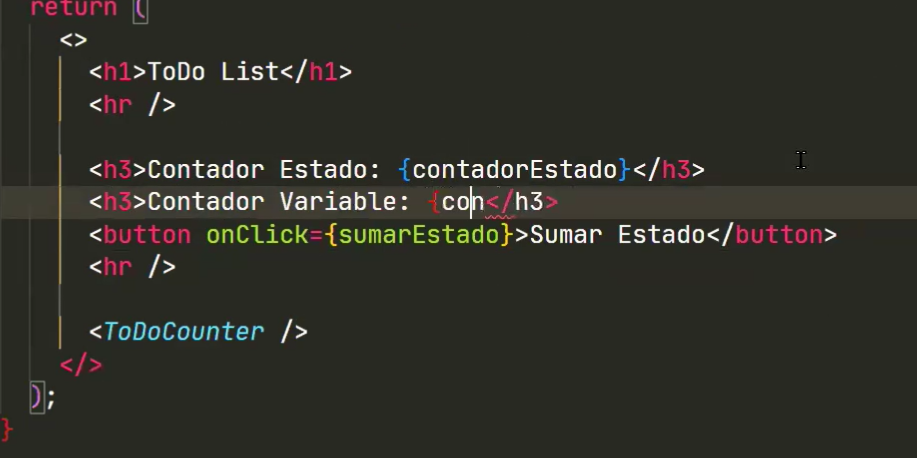 return (
<>
<h1>ToDo List</h1>
<hr />
<h3>Contador Estado: {contadorEstado}</h3>
<h3>Contador Variable: {con</h3>
<button onClick={sumarEstado}>Sumar Estado</button>
<hr />
<ToDoCounter />
</>
);
}